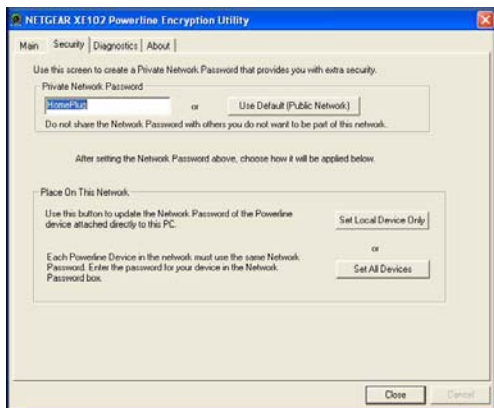 NETGEAR XE102 Powerline Encryption Utility
Main Security Diagnostics About
Use this screen to create a Private Network Password that provides you with extra security.
Private Network Password
HomePlug or Use Default (Public Network)
Do not share the Network Password with others you do not want to be part of this network.
After setting the Network Password above, choose how it will be applied below.
Place On This Network
Use this button to update the Network Password of the Powerline
device attached directly to this PC.
Set Local Device Only
or
Each Powerline Device in the network must use the same Network
Password. Enter the password for your device in the Network
Password box.
Set All Devices
Close Cancel